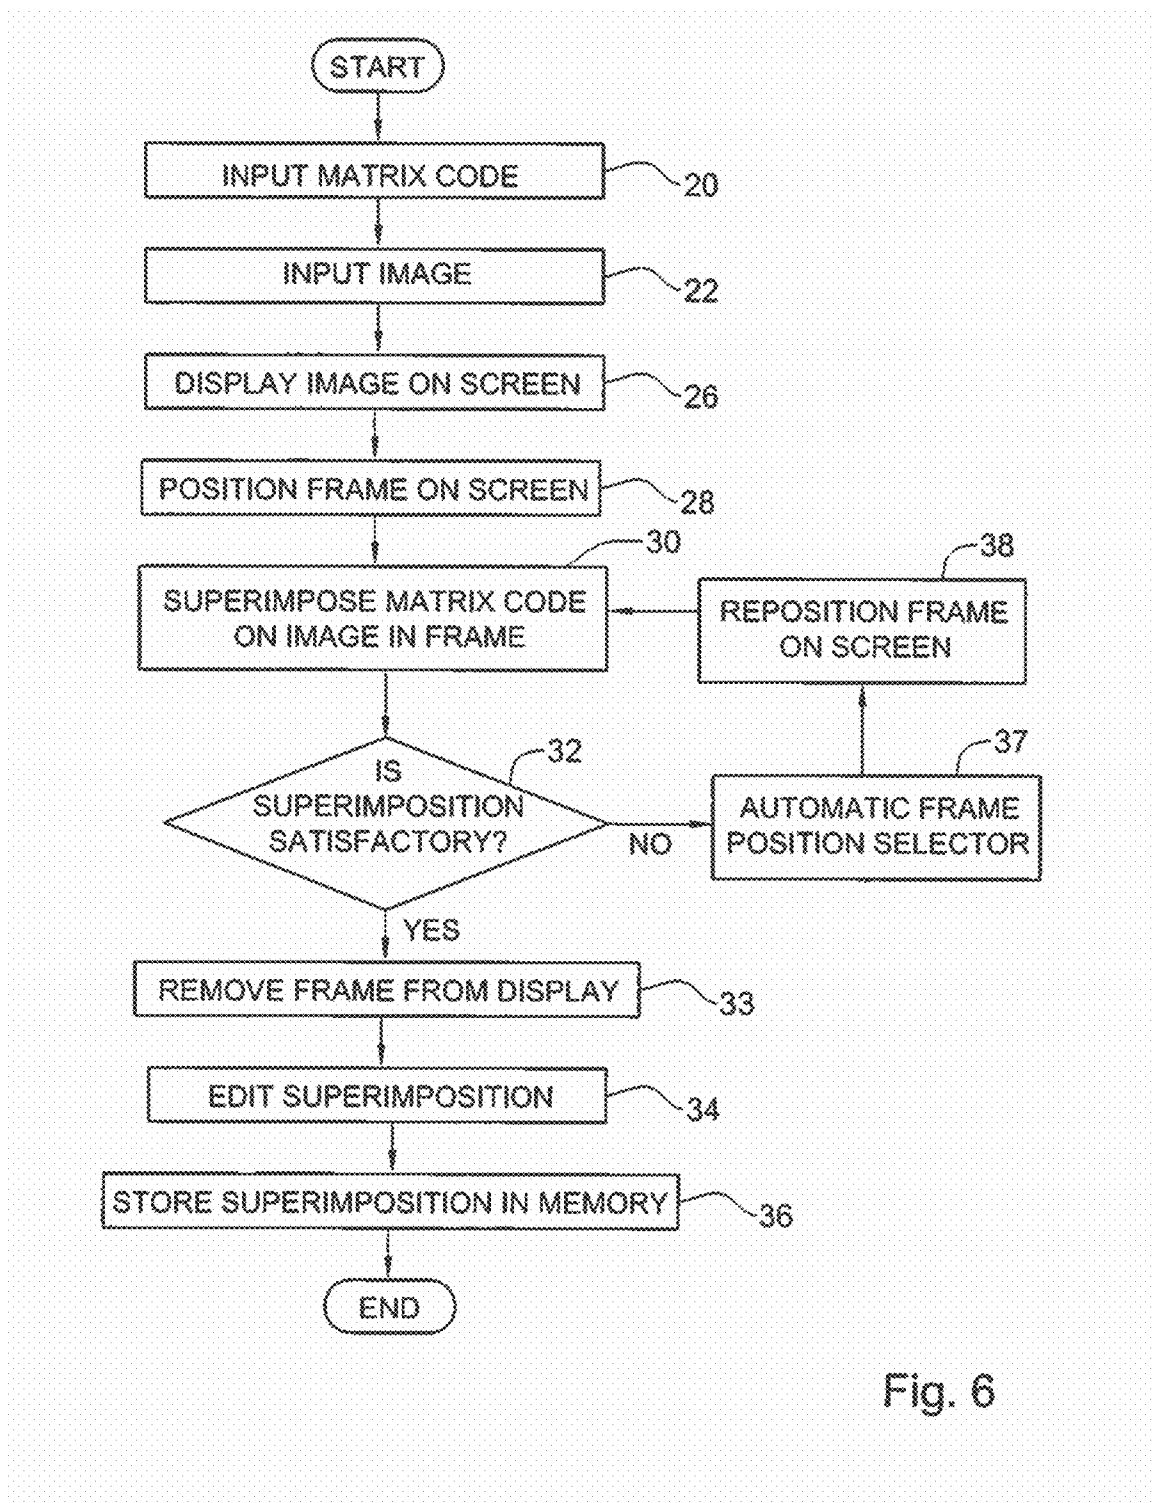 START
INPUT MATRIX CODE
20
INPUT IMAGE
22
DISPLAY IMAGE ON SCREEN
26
POSITION FRAME ON SCREEN
28
30
SUPERIMPOSE MATRIX CODE
ON IMAGE IN FRAME
38
REPOSITION FRAME
ON SCREEN
32
IS
SUPERIMPOSITION
SATISFACTORY?
NO
37
AUTOMATIC FRAME
POSITION SELECTOR
YES
REMOVE FRAME FROM DISPLAY
33
EDIT SUPERIMPOSITION
34
STORE SUPERIMPOSITION IN MEMORY
36
END
Fig. 6